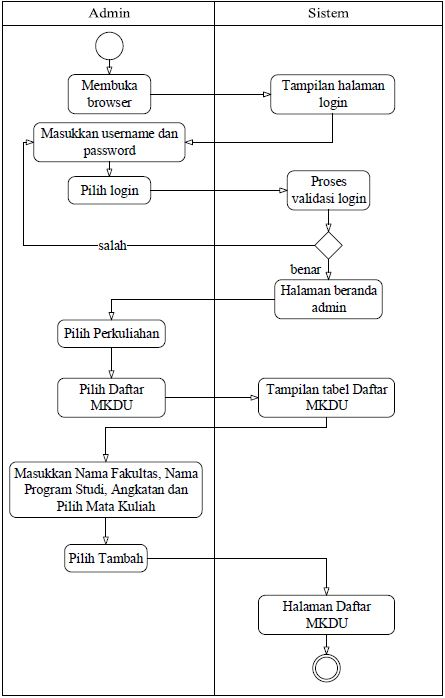 Admin
Sistem
Membuka
browser
Tampilan halaman
login
Masukkan username dan
password
Pilih login
Proses
validasi login
salah
benar
Halaman beranda
admin
Pilih Perkuliahan
Pilih Daftar
MKDU
Tampilan tabel Daftar
MKDU
Masukkan Nama Fakultas, Nama
Program Studi, Angkatan dan
Pilih Mata Kuliah
Pilih Tambah
Halaman Daftar
MKDU